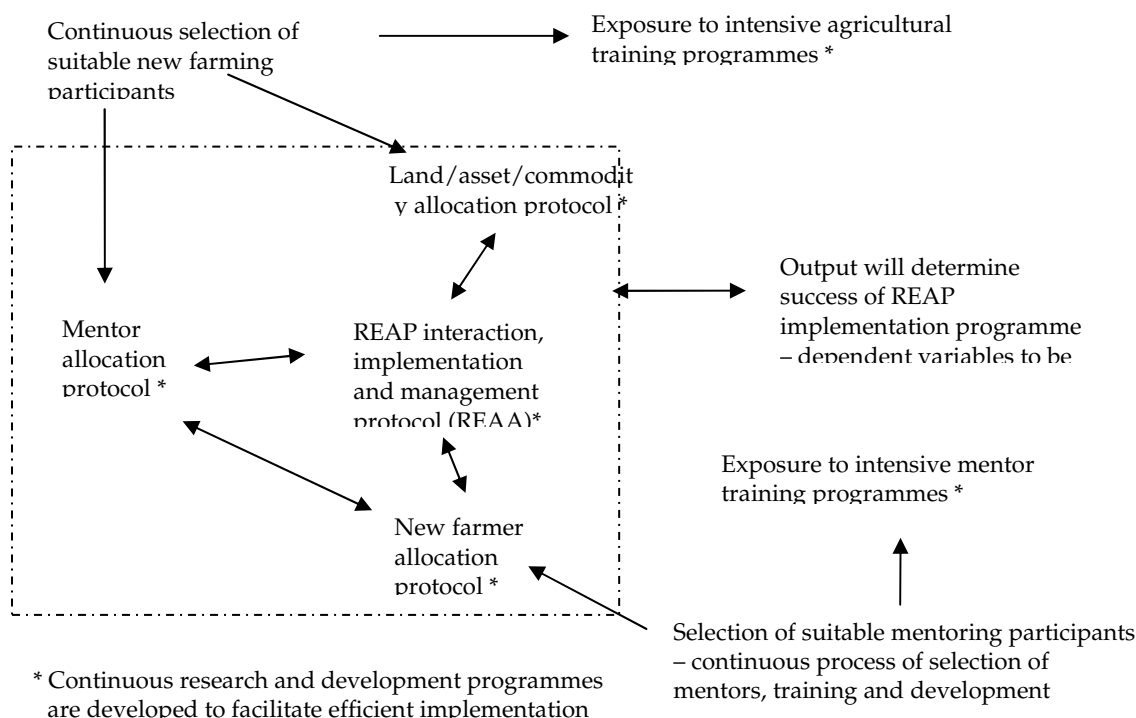 Continuous selection of
suitable new farming
participants
Exposure to intensive agricultural
training programmes *
Land/asset/commodit
y allocation protocol *
Output will determine
success of REAP
implementation programme
– dependent variables to be
Mentor
allocation
protocol *
REAP interaction,
implementation
and management
protocol (REAA)*
Exposure to intensive mentor
training programmes *
New farmer
allocation
protocol *
Selection of suitable mentoring participants
– continuous process of selection of
mentors, training and development
* Continuous research and development programmes
are developed to facilitate efficient implementation